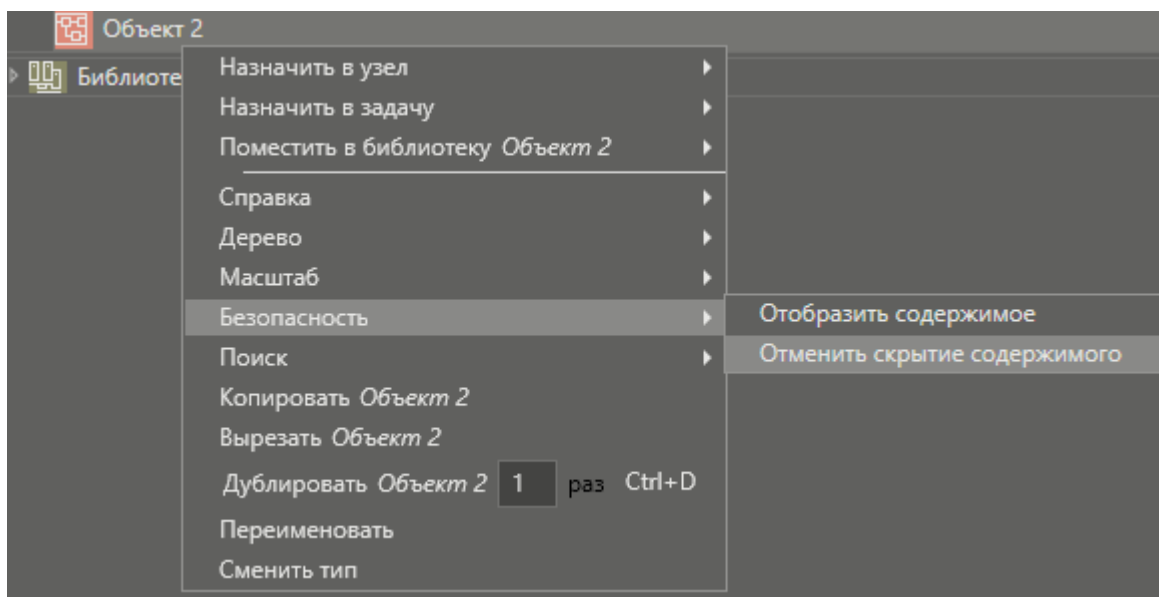 Объект 2
Библиоте
Назначить в узел
Назначить в задачу
Поместить в библиотеку Объект 2
Справка
Дерево
Масштаб
Безопасность
Отобразить содержимое
Отменить скрытие содержимого
Поиск
Копировать Объект 2
Вырезать Объект 2
Дублировать Объект 2 1 раз Ctrl+D
Переименовать
Сменить тип